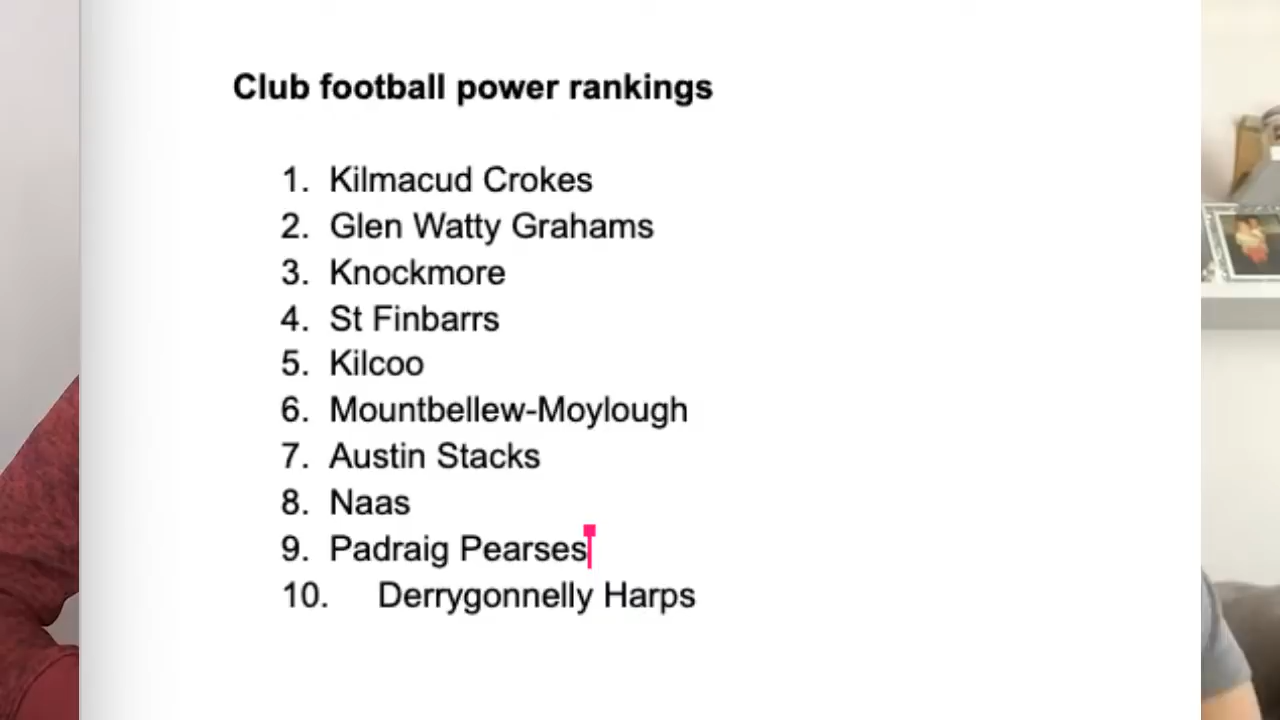 Club football power rankings
1. Kilmacud Crokes
2. Glen Watty Grahams
3. Knockmore
4. St Finbarrs
5. Kilcoo
6. Mountbellew-Moylough
7. Austin Stacks
8. Naas
9. Padraig Pearses
10. Derrygonnelly Harps